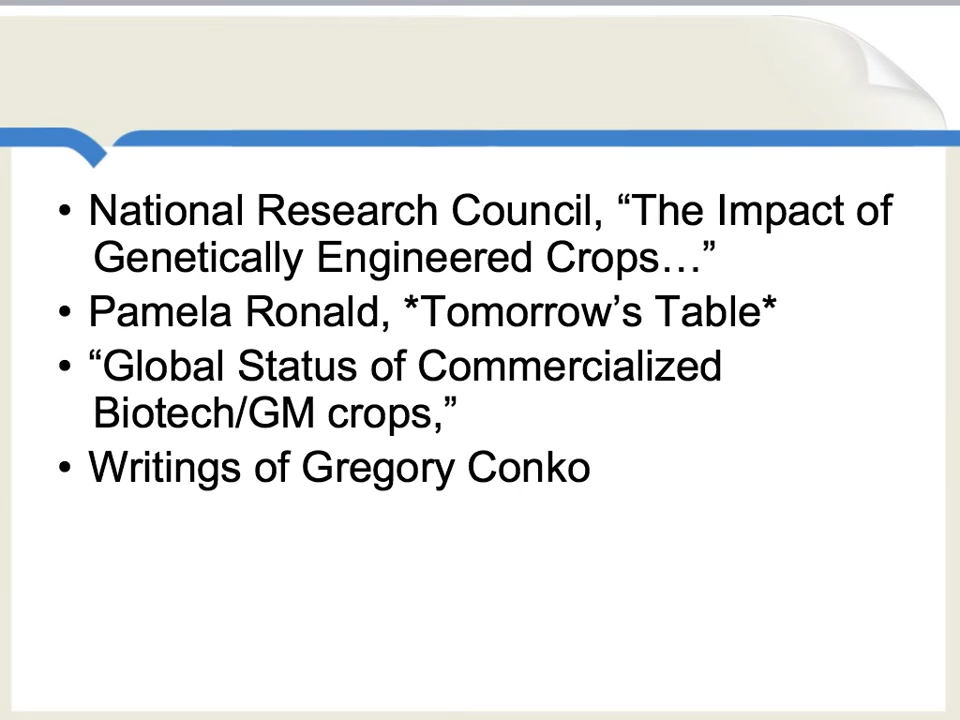 • National Research Council, “The Impact of
Genetically Engineered Crops…”
• Pamela Ronald, *Tomorrow’s Table*
• “Global Status of Commercialized
Biotech/GM crops,”
• Writings of Gregory Conko